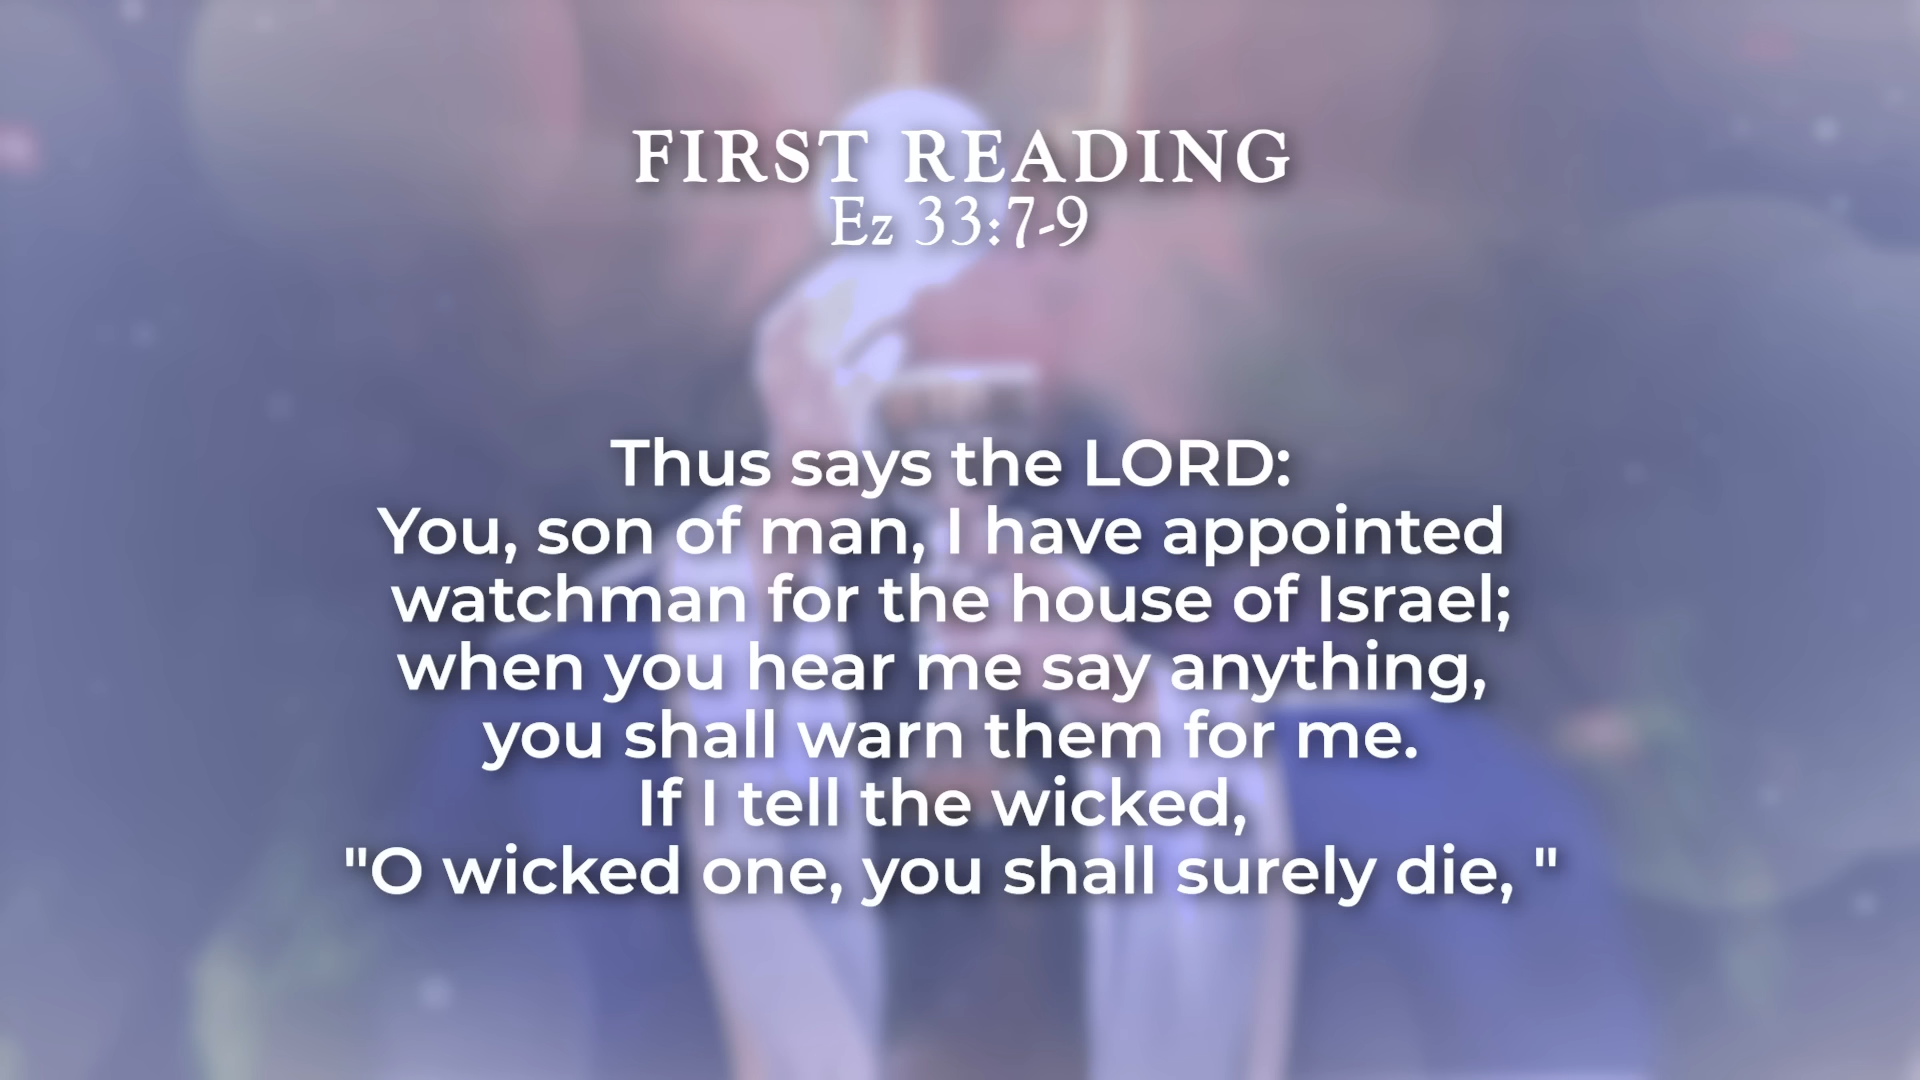 FIRST READING
Ez 33:7-9
Thus says the LORD:
You, son of man, I have appointed
watchman for the house of Israel;
when you hear me say anything,
you shall warn them for me.
If I tell the wicked,
"O wicked one, you shall surely die, "